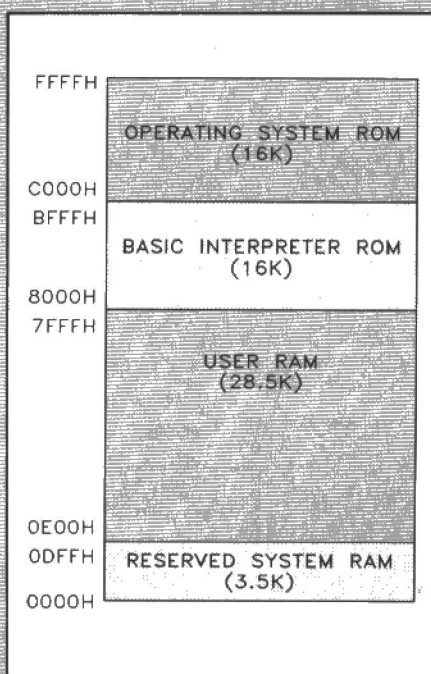 FFFFH
OPERATING SYSTEM ROM
(16K)
C000H
BFFFH
BASIC INTERPRETER ROM
(16K)
8000H
7FFFH
USER RAM
(28.5K)
0E00H
0DFFH
RESERVED SYSTEM RAM
(3.5K)
0000H